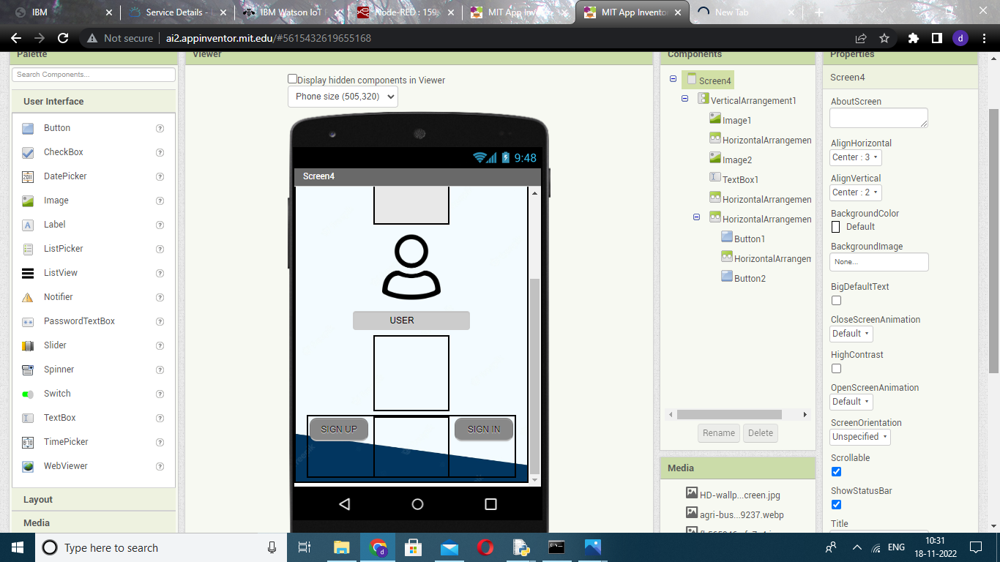 IBM
Service Details -
IBM Watson IoT
Node-RED : 159
MIT App Invento
MIT App Inventor
New Tab
Not secure
ai2.appinventor.mit.edu/#5615432619655168
d
Palette
Viewer
Components
Properties
Search Components...
User Interface
Button
CheckBox
DatePicker
Image
Label
ListPicker
ListView
Notifier
PasswordTextBox
Slider
Spinner
Switch
TextBox
TimePicker
WebViewer
Layout
Media
Display hidden components in Viewer
Phone size (505,320)
9:48
Screen4
USER
SIGN UP
SIGN IN
Screen4
VerticalArrangement1
Image1
HorizontalArrangemen
Image2
TextBox1
HorizontalArrangemen
HorizontalArrangemen
Button1
HorizontalArrangem
Button2
Rename
Delete
Media
HD-wallp...creen.jpg
agri-bus...9237.webp
Screen4
AboutScreen
AlignHorizontal
Center : 3
AlignVertical
Center : 2
BackgroundColor
Default
BackgroundImage
None...
BigDefaultText
CloseScreenAnimation
Default
HighContrast
OpenScreenAnimation
Default
ScreenOrientation
Unspecified
Scrollable
ShowStatusBar
Title
Type here to search
ENG
10:31
18-11-2022